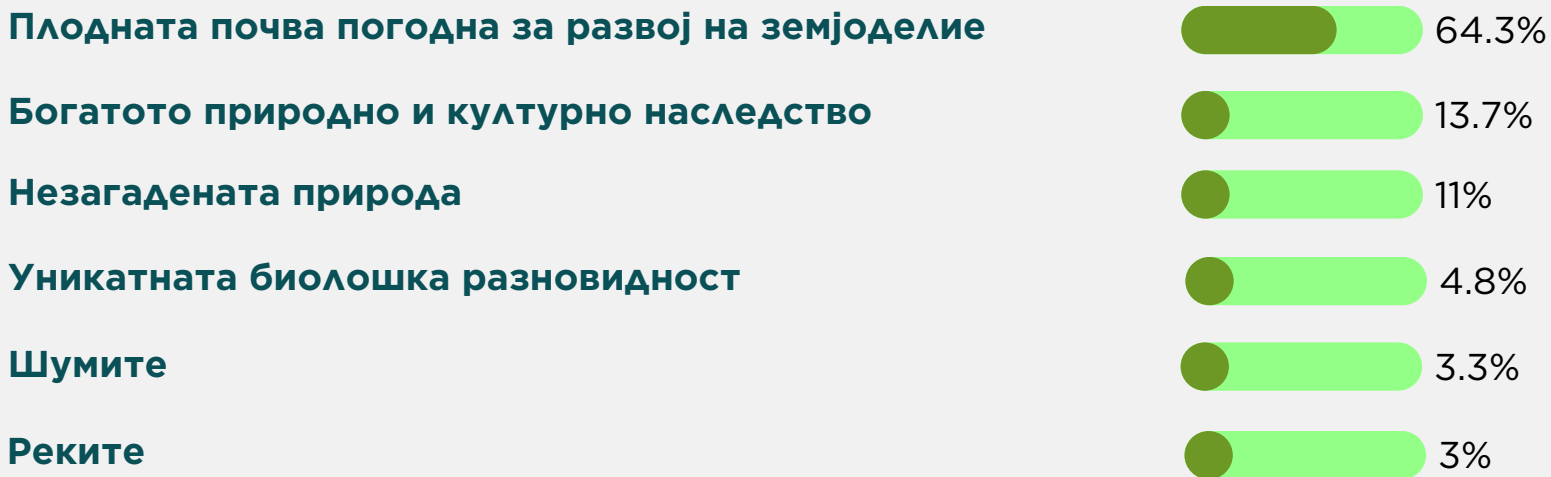 Плодната почва погодна за развој на земјоделие 64.3%
Богатото природно и културно наследство 13.7%
Незагадената природа 11%
Уникатната биолошка разновидност 4.8%
Шумите 3.3%
Реките 3%